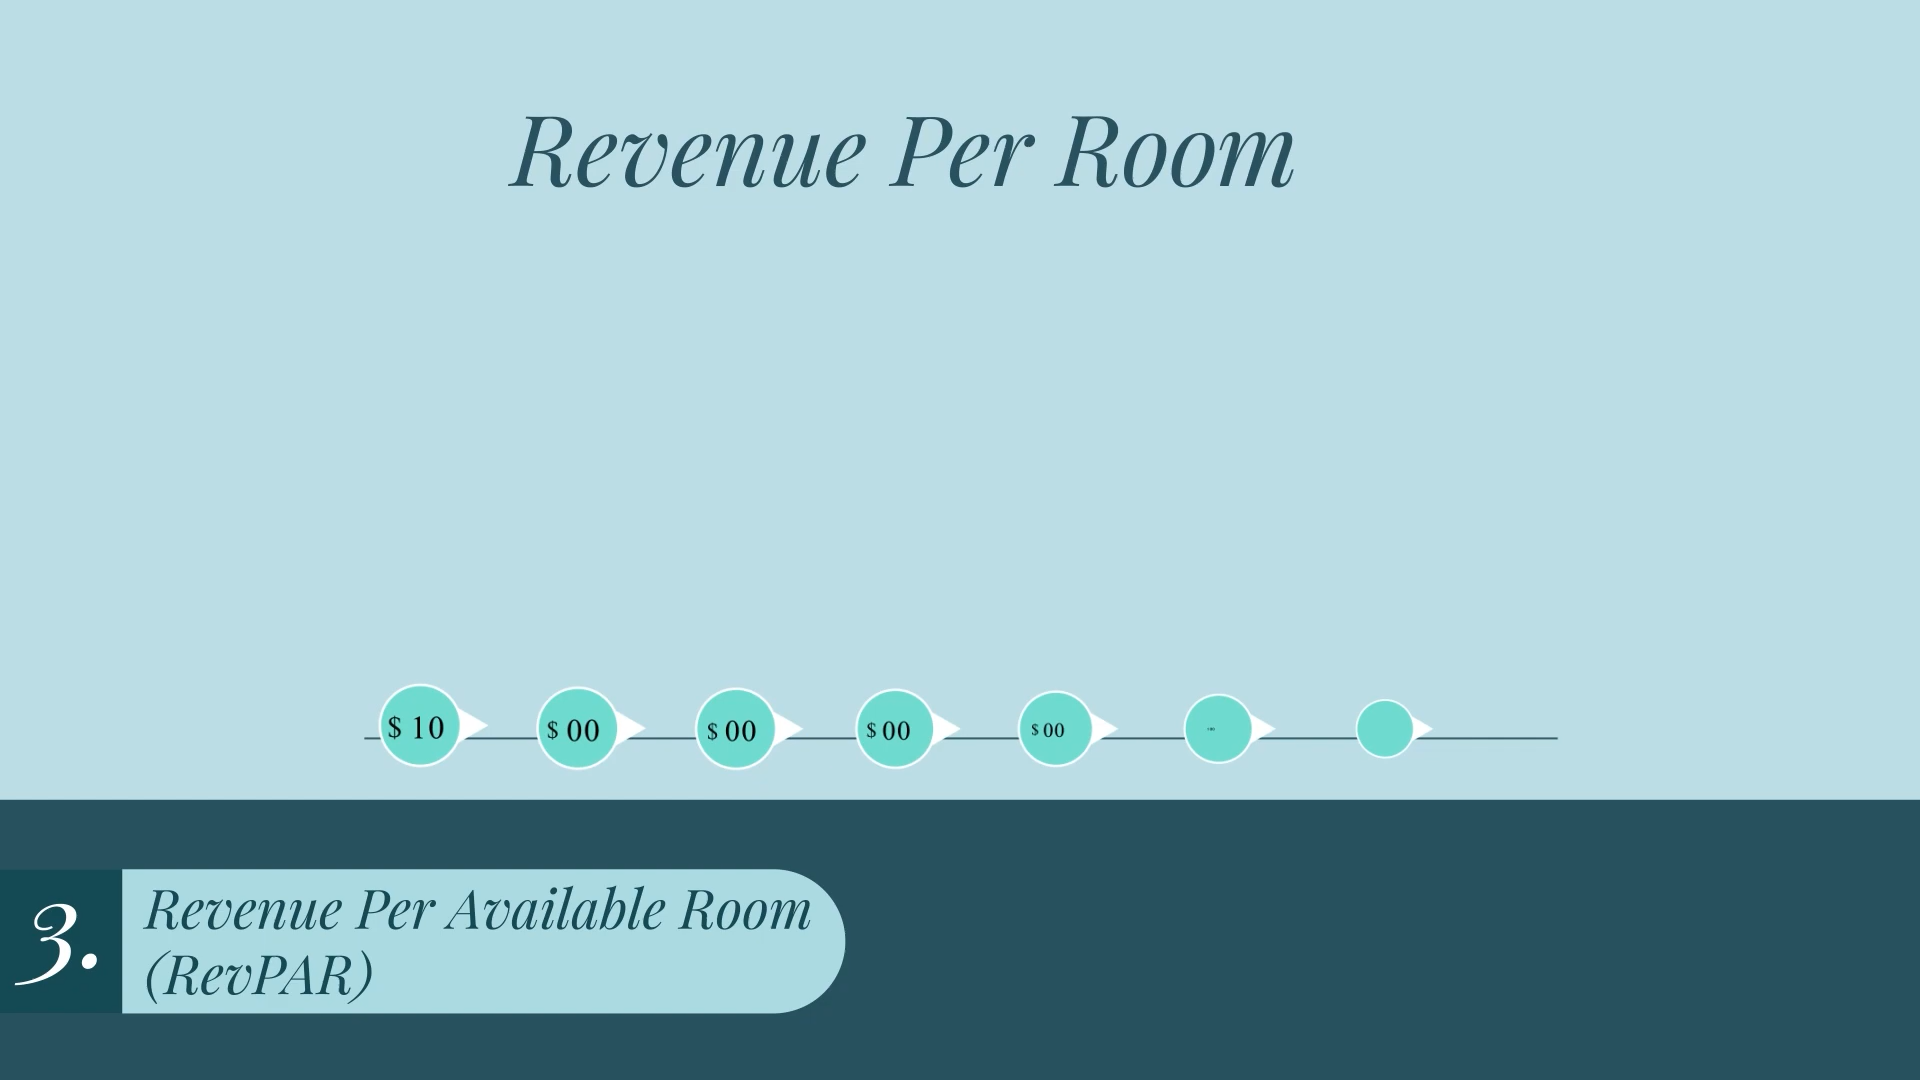 Revenue Per Room
$ 10 $ 00 $ 00 $ 00 $ 00
3. Revenue Per Available Room
(RevPAR)